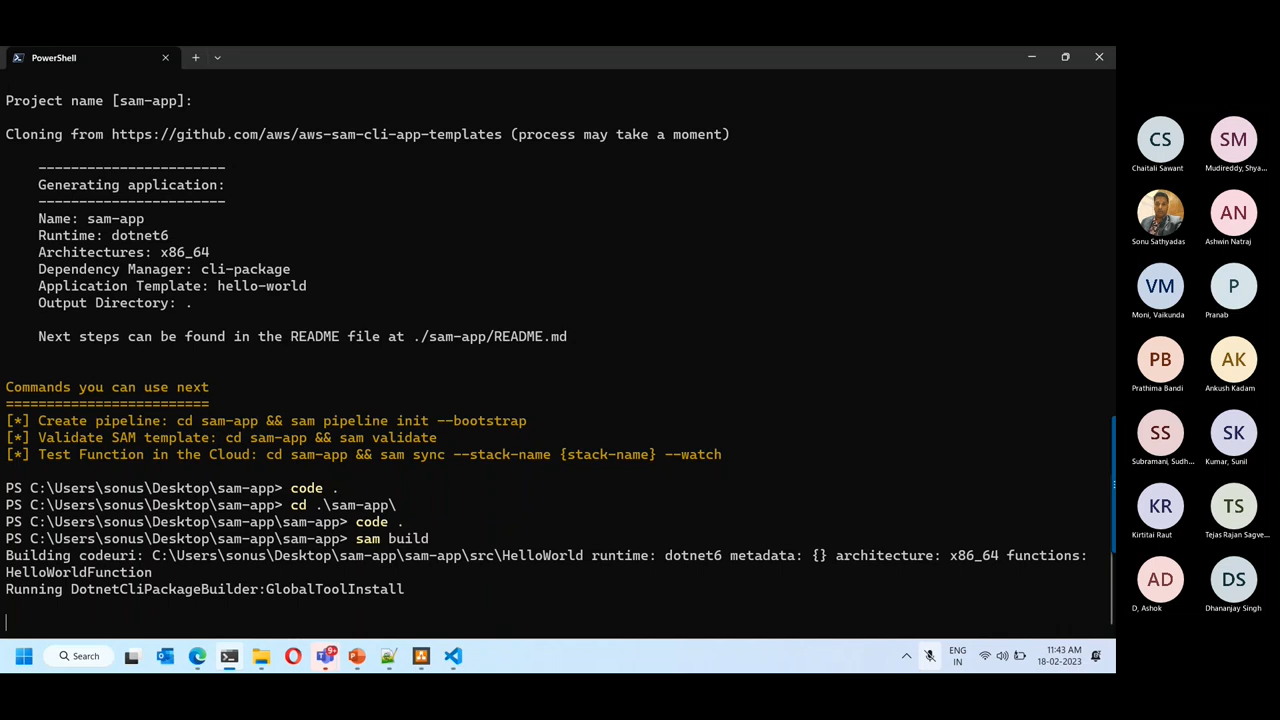 PowerShell
Project name [sam-app]:
Cloning from https://github.com/aws/aws-sam-cli-app-templates (process may take a moment)
-----------------------
Generating application:
-----------------------
Name: sam-app
Runtime: dotnet6
Architectures: x86_64
Dependency Manager: cli-package
Application Template: hello-world
Output Directory: .
Next steps can be found in the README file at ./sam-app/README.md
Commands you can use next
=========================
[*] Create pipeline: cd sam-app && sam pipeline init --bootstrap
[*] Validate SAM template: cd sam-app && sam validate
[*] Test Function in the Cloud: cd sam-app && sam sync --stack-name {stack-name} --watch
PS C:\Users\sonus\Desktop\sam-app> code .
PS C:\Users\sonus\Desktop\sam-app> cd .\sam-app\
PS C:\Users\sonus\Desktop\sam-app\sam-app> code .
PS C:\Users\sonus\Desktop\sam-app\sam-app> sam build
Building codeuri: C:\Users\sonus\Desktop\sam-app\sam-app\src\HelloWorld runtime: dotnet6 metadata: {} architecture: x86_64 functions:
HelloWorldFunction
Running DotnetCliPackageBuilder:GlobalToolInstall
Search
9+
ENG
IN
11:43 AM
18-02-2023
CS
SM
Chaitali Sawant
Mudireddy, Shya...
AN
Sonu Sathyadas
Ashwin Natraj
VM
P
Moni, Vaikunda
Pranab
PB
AK
Prathima Bandi
Ankush Kadam
SS
SK
Subramani, Sudh...
Kumar, Sunil
KR
TS
Kirtitai Raut
Tejas Rajan Sagve...
AD
DS
D, Ashok
Dhananjay Singh